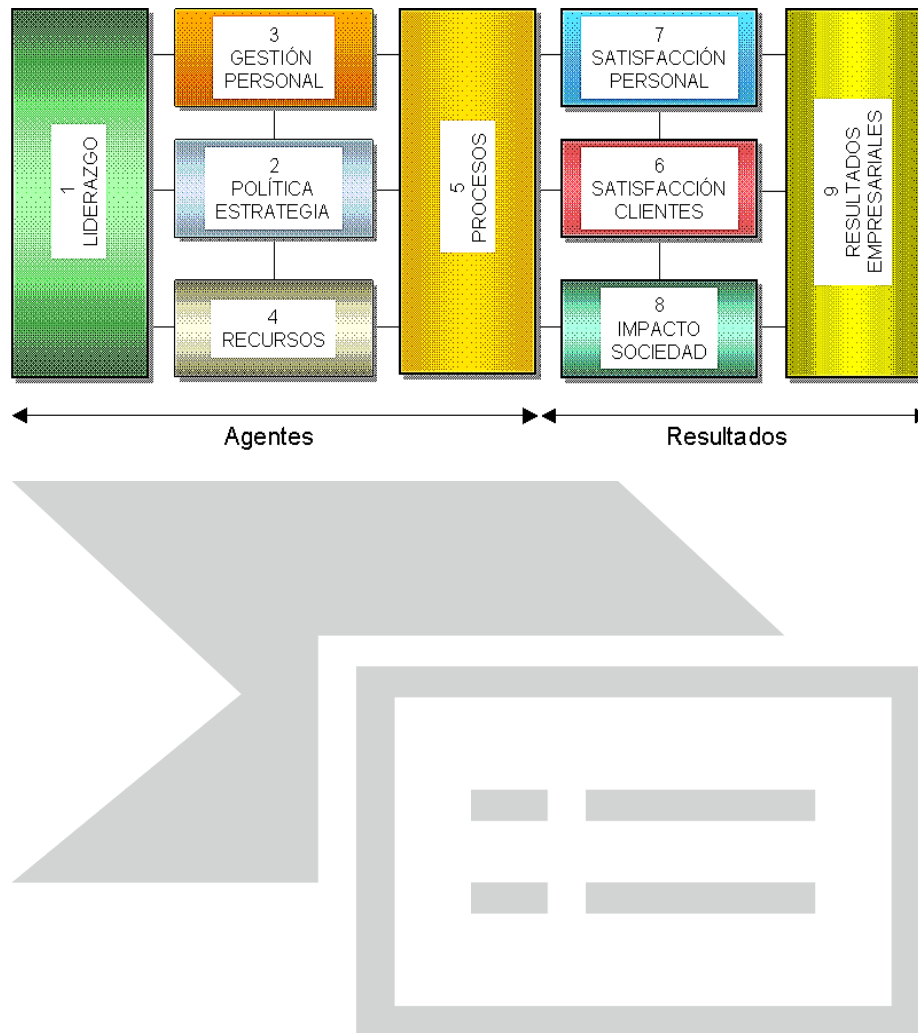 1
LIDERAZGO
3
GESTIÓN
PERSONAL
2
POLÍTICA
ESTRATEGIA
4
RECURSOS
5
PROCESOS
7
SATISFACCIÓN
PERSONAL
6
SATISFACCIÓN
CLIENTES
8
IMPACTO
SOCIEDAD
9
RESULTADOS
EMPRESARIALES
Agentes
Resultados